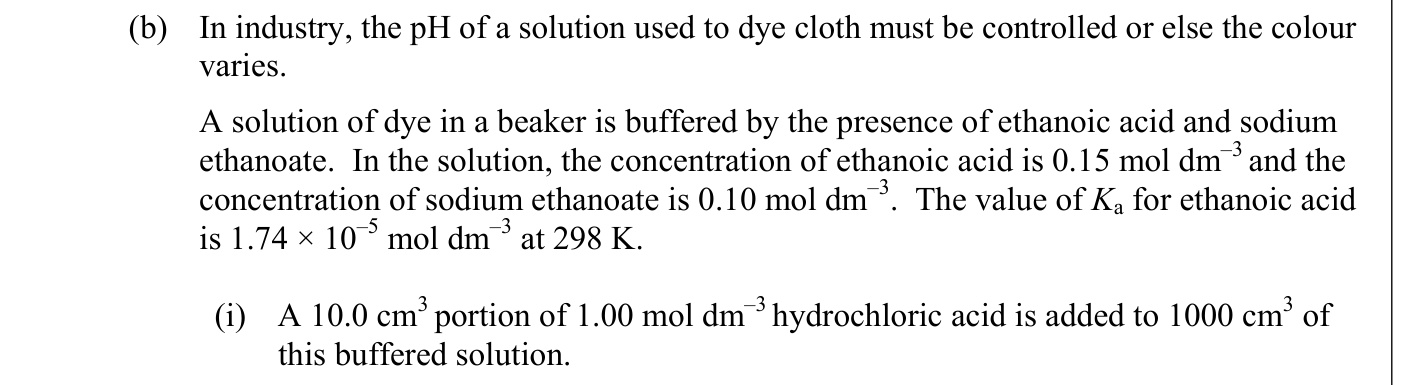 (b) In industry, the pH of a solution used to dye cloth must be controlled or else the colour
varies.
A solution of dye in a beaker is buffered by the presence of ethanoic acid and sodium
ethanoate. In the solution, the concentration of ethanoic acid is 0.15 mol dm⁻³ and the
concentration of sodium ethanoate is 0.10 mol dm⁻³. The value of Kₐ for ethanoic acid
is 1.74 × 10⁻⁵ mol dm⁻³ at 298 K.
(i) A 10.0 cm³ portion of 1.00 mol dm⁻³ hydrochloric acid is added to 1000 cm³ of
this buffered solution.